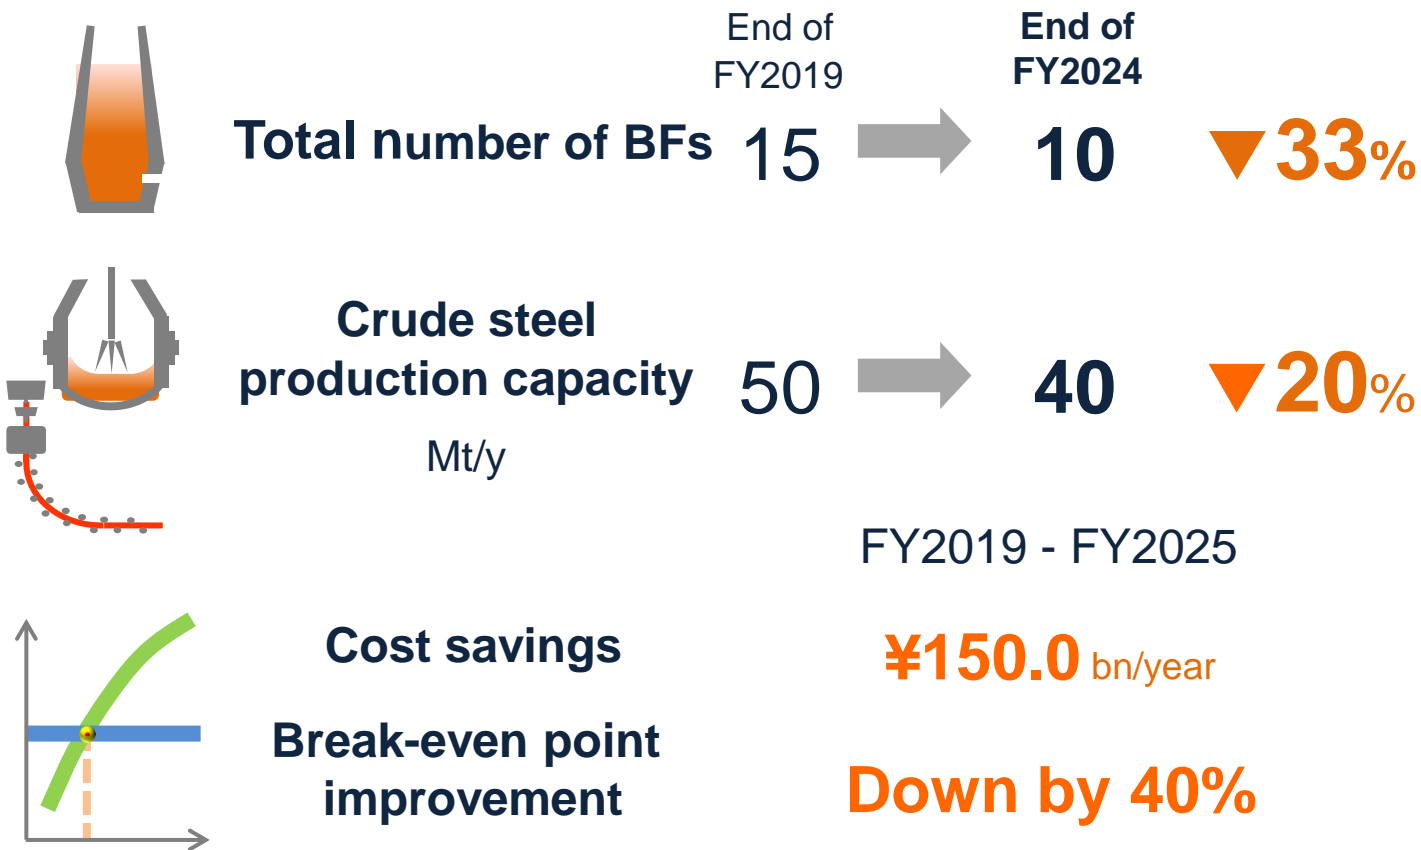 End of
FY2019
End of
FY2024
Total number of BFs 15 10 ▼33%
Crude steel
production capacity 50 40 ▼20%
Mt/y
FY2019 - FY2025
Cost savings ¥150.0 bn/year
Break-even point
improvement
Down by 40%